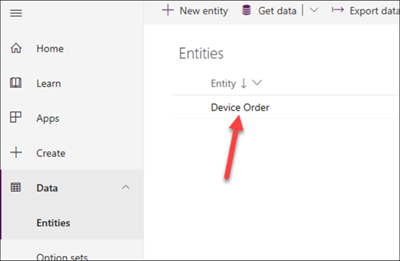 New entity Get data Export data
Home
Entities
Learn
Entity
Apps
Device Order
Create
Data
Entities
Option sets